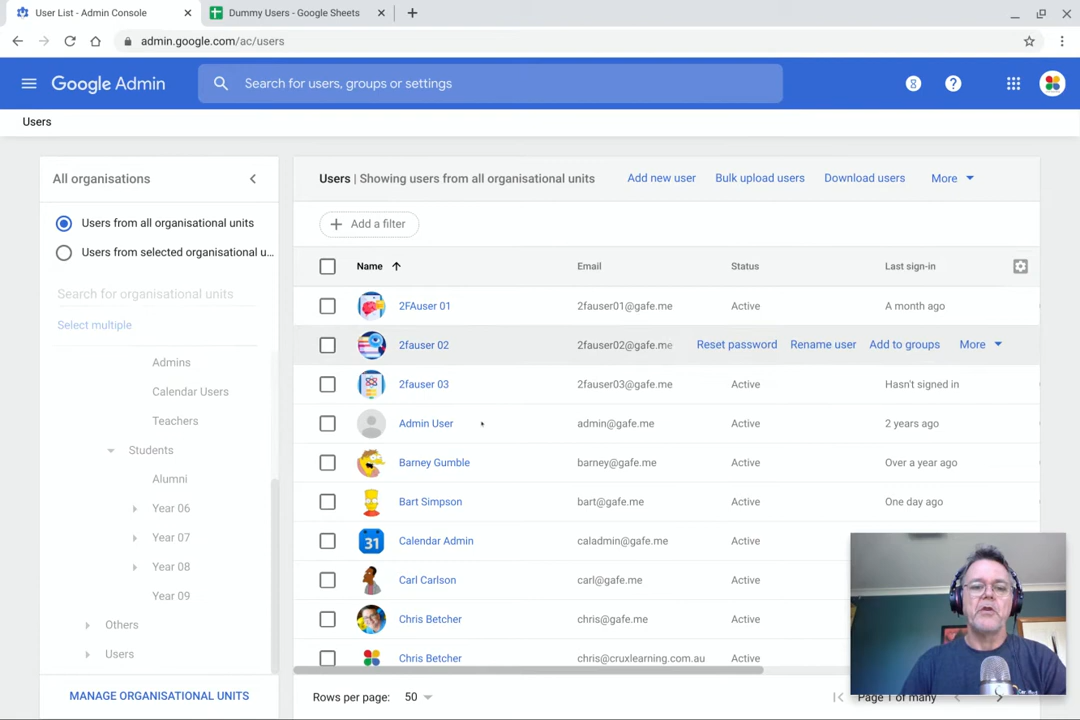 User List - Admin Console
Dummy Users - Google Sheets
admin.google.com/ac/users
Google Admin
Search for users, groups or settings
Users
All organisations
Users from all organisational units
Users from selected organisational u...
Search for organisational units
Select multiple
Admins
Calendar Users
Teachers
Students
Alumni
Year 06
Year 07
Year 08
Year 09
Others
Users
MANAGE ORGANISATIONAL UNITS
Users | Showing users from all organisational units
Add new user
Bulk upload users
Download users
More
Add a filter
Name Email Status Last sign-in
2FAuser 01 2fauser01@gafe.me Active A month ago
2fauser 02 2fauser02@gafe.me Reset password Rename user Add to groups More
2fauser 03 2fauser03@gafe.me Active Hasn't signed in
Admin User admin@gafe.me Active 2 years ago
Barney Gumble barney@gafe.me Active Over a year ago
Bart Simpson bart@gafe.me Active One day ago
31 Calendar Admin caladmin@gafe.me Active
Carl Carlson carl@gafe.me Active
Chris Betcher chris@gafe.me Active
Chris Betcher chris@cruxlearning.com.au Active
Rows per page: 50
Page 1 of many